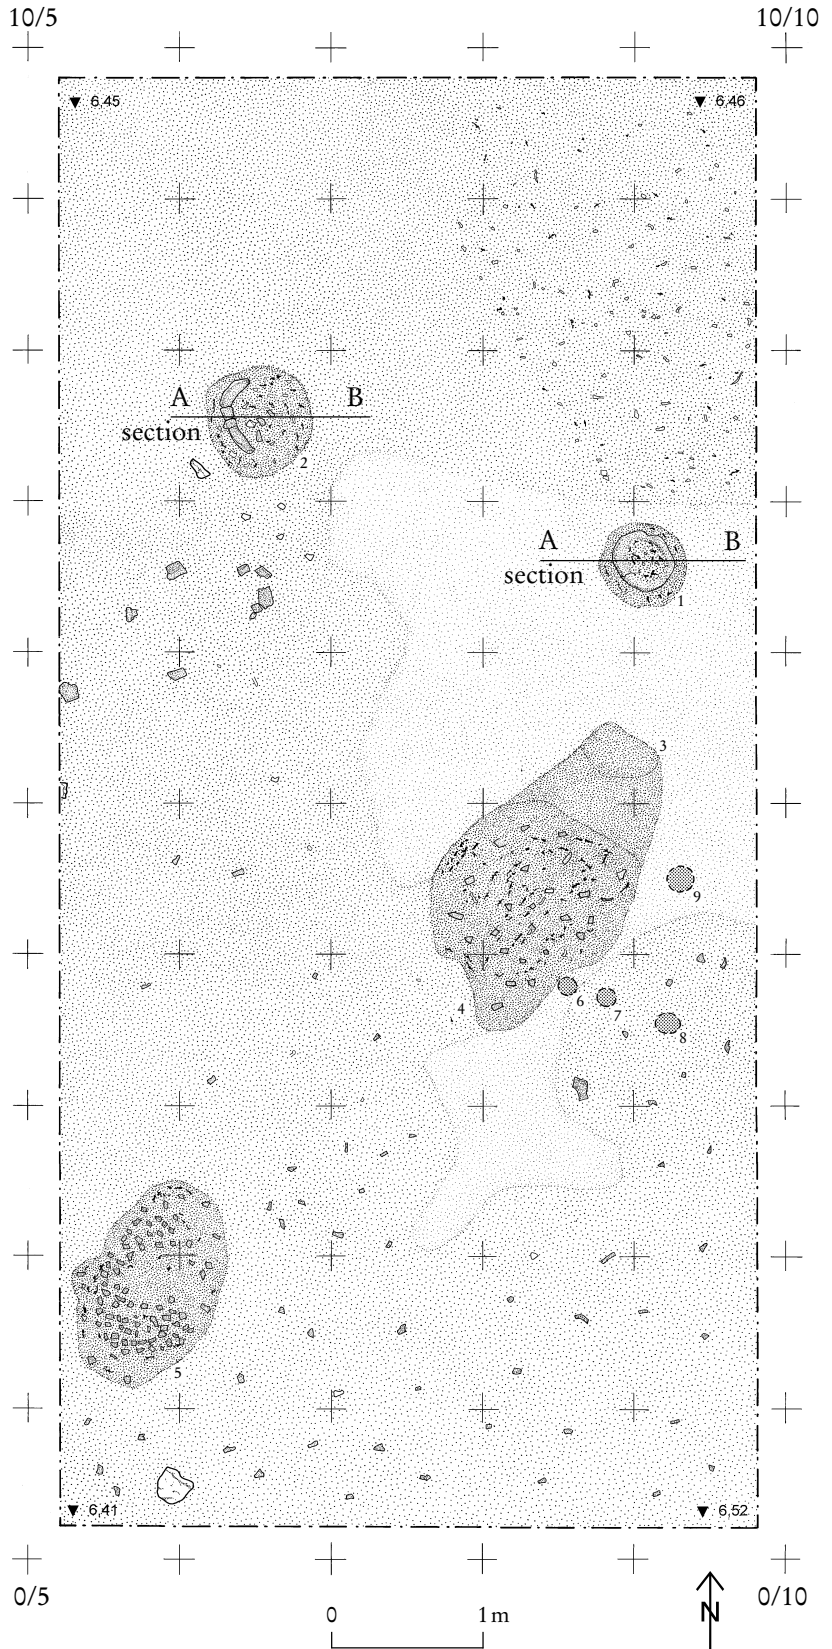 10/5 10/10
▼ 6,45 ▼ 6,46
A B
section
2
A B
section
1
3
9
4 6 7 8
5
▼ 6,41 ▼ 6,52
0/5 N 0/10
0 1 m